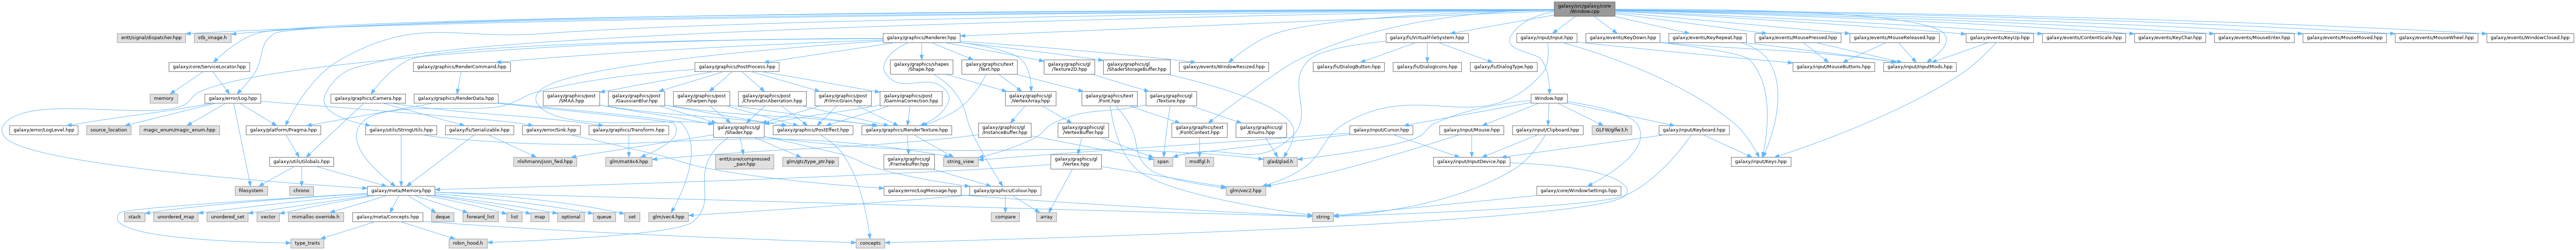 galaxy/src/galaxy/core
/Window.cpp
entt/signal/dispatcher.hpp
stb_image.h
galaxy/graphics/Renderer.hpp
galaxy/fs/VirtualFileSystem.hpp
galaxy/input/Input.hpp
galaxy/events/KeyDown.hpp
galaxy/events/KeyRepeat.hpp
galaxy/events/MousePressed.hpp
galaxy/events/MouseReleased.hpp
galaxy/events/KeyUp.hpp
galaxy/events/ContentScale.hpp
galaxy/events/KeyChar.hpp
galaxy/events/MouseEnter.hpp
galaxy/events/MouseMoved.hpp
galaxy/events/MouseWheel.hpp
galaxy/events/WindowClosed.hpp
galaxy/core/ServiceLocator.hpp
galaxy/graphics/RenderCommand.hpp
galaxy/graphics/PostProcess.hpp
galaxy/graphics/shapes
/Shape.hpp
galaxy/graphics/text
/Text.hpp
galaxy/graphics/gl
/Texture2D.hpp
galaxy/graphics/gl
/ShaderStorageBuffer.hpp
galaxy/events/WindowResized.hpp
galaxy/fs/DialogButton.hpp
galaxy/fs/DialogIcons.hpp
galaxy/fs/DialogType.hpp
galaxy/input/MouseButtons.hpp
galaxy/input/InputMods.hpp
memory
galaxy/error/Log.hpp
galaxy/graphics/Camera.hpp
galaxy/graphics/RenderData.hpp
galaxy/graphics/post
/SMAA.hpp
galaxy/graphics/post
/GaussianBlur.hpp
galaxy/graphics/post
/Sharpen.hpp
galaxy/graphics/post
/ChromaticAberration.hpp
galaxy/graphics/post
/FilmicGrain.hpp
galaxy/graphics/post
/GammaCorrection.hpp
galaxy/graphics/gl
/VertexArray.hpp
galaxy/graphics/text
/Font.hpp
galaxy/graphics/gl
/Texture.hpp
Window.hpp
galaxy/error/LogLevel.hpp
source_location
magic_enum/magic_enum.hpp
galaxy/platform/Pragma.hpp
galaxy/utils/StringUtils.hpp
galaxy/fs/Serializable.hpp
galaxy/error/Sink.hpp
galaxy/graphics/Transform.hpp
galaxy/graphics/gl
/Shader.hpp
galaxy/graphics/PostEffect.hpp
galaxy/graphics/RenderTexture.hpp
galaxy/graphics/gl
/InstanceBuffer.hpp
galaxy/graphics/gl
/VertexBuffer.hpp
galaxy/graphics/text
/FontContext.hpp
galaxy/graphics/gl
/Enums.hpp
galaxy/input/Cursor.hpp
galaxy/input/Mouse.hpp
galaxy/input/Clipboard.hpp
GLFW/glfw3.h
galaxy/input/Keyboard.hpp
galaxy/utils/Globals.hpp
nlohmann/json_fwd.hpp
glm/mat4x4.hpp
entt/core/compressed
_pair.hpp
glm/gtc/type_ptr.hpp
galaxy/graphics/gl
/Framebuffer.hpp
string_view
galaxy/graphics/gl
/Vertex.hpp
span
msdfgl.h
glad/glad.h
galaxy/input/InputDevice.hpp
galaxy/input/Keys.hpp
filesystem
chrono
galaxy/meta/Memory.hpp
galaxy/error/LogMessage.hpp
galaxy/graphics/Colour.hpp
glm/vec2.hpp
galaxy/core/WindowSettings.hpp
stack
unordered_map
unordered_set
vector
mimalloc-override.h
galaxy/meta/Concepts.hpp
deque
forward_list
list
map
optional
queue
set
glm/vec4.hpp
compare
array
string
type_traits
robin_hood.h
concepts